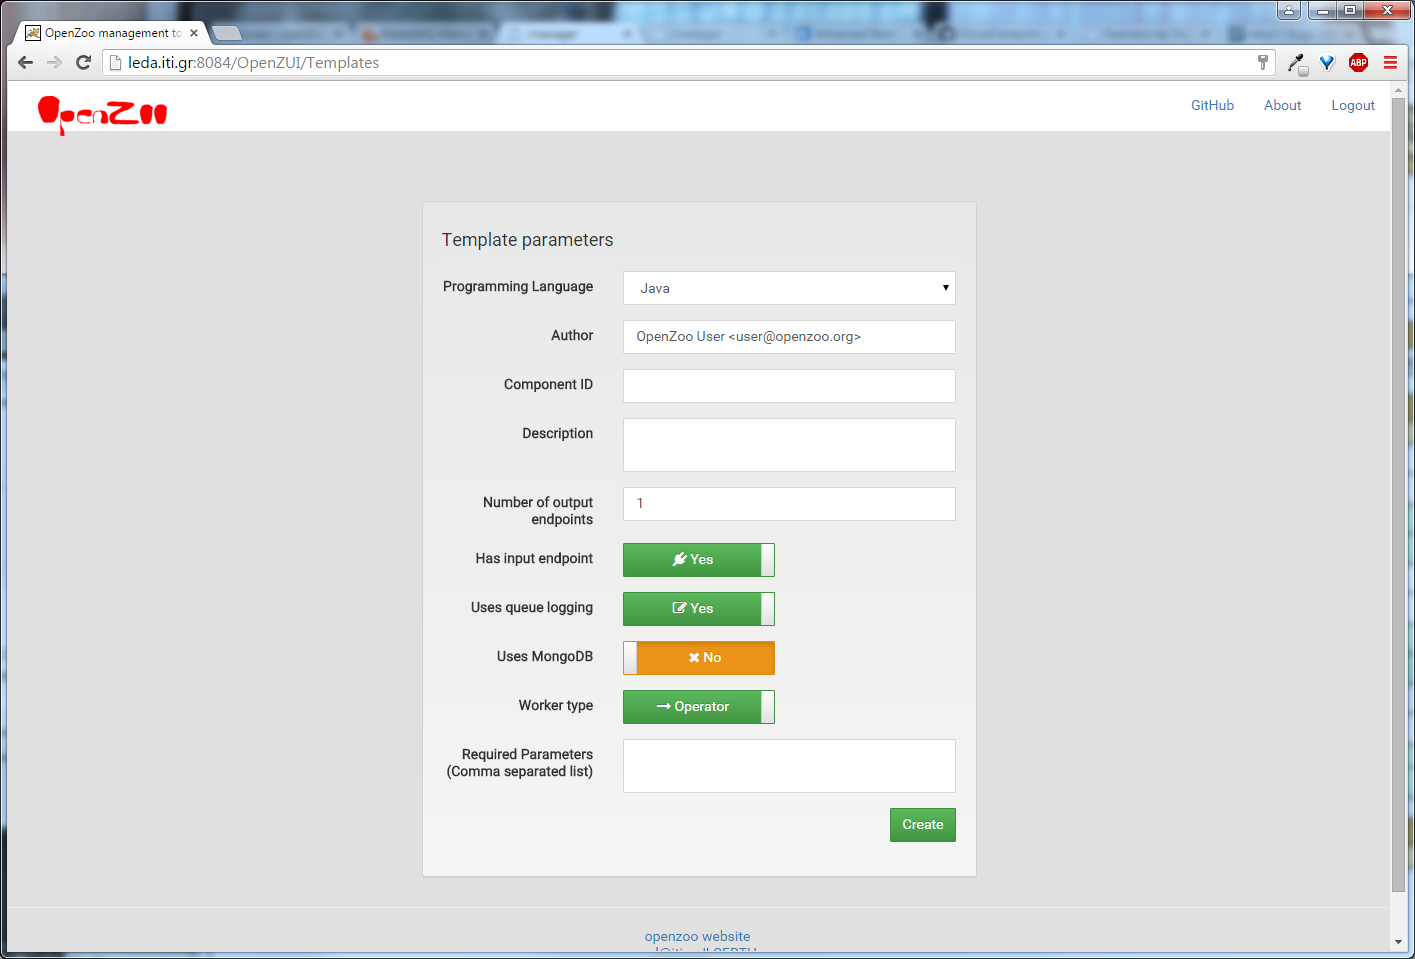 OpenZoo management to
leda.iti.gr:8084/OpenZUI/Templates
ABP
OpenZoo
GitHub About Logout
Template parameters
Programming Language Java
Author OpenZoo User <user@openzoo.org>
Component ID
Description
Number of output
endpoints
1
Has input endpoint Yes
Uses queue logging Yes
Uses MongoDB No
Worker type Operator
Required Parameters
(Comma separated list)
Create
openzoo website